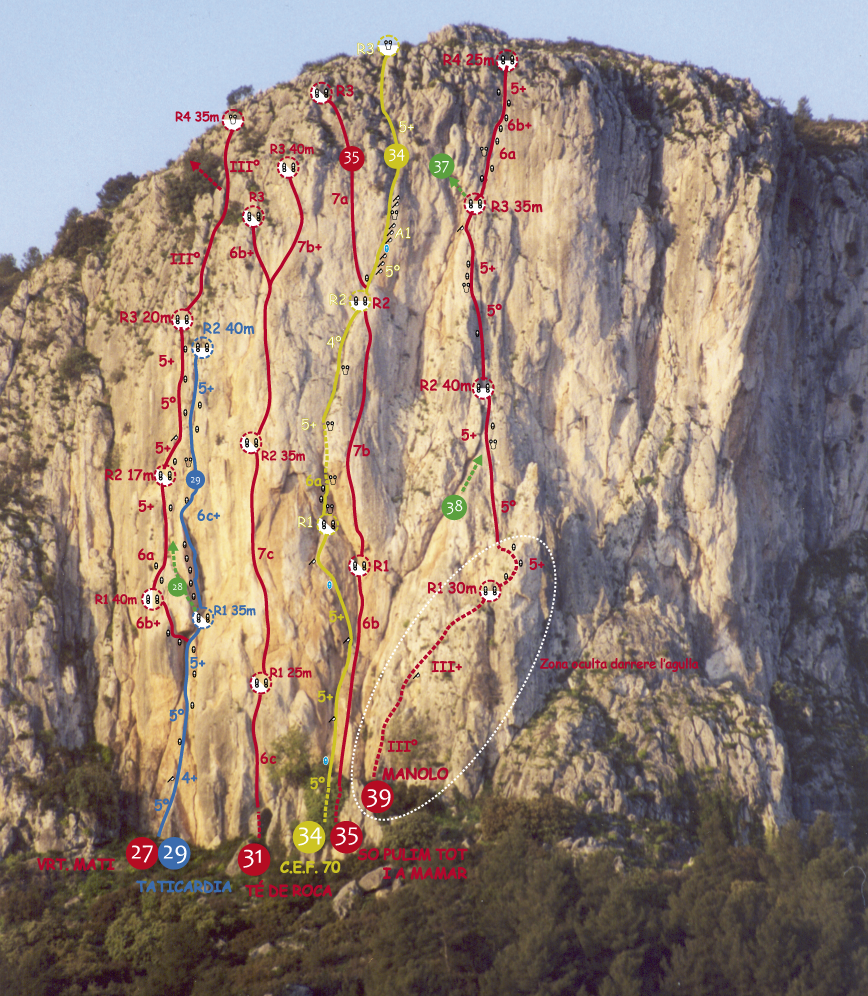 R3
R4 25m
R3
5+
R4 35m
5+
6b+
R3 40m
35
34
6a
III°
37
7a
R3
R3 35m
6b+
7b+
A1
III°
5°
5+
R2
R2
5°
R3 20m
R2 40m
4°
5+
5+
R2 40m
5°
5+
5+
5+
R2 17m
R2 35m
7b
29
6a
5+
6c+
38
5°
R1
6a
7c
5+
R1
28
R1 30m
R1 40m
R1 35m
6b+
5+
6b
5+
III+
Zona oculta darrere l'agulla
R1 25m
5+
5°
III°
6c
4+
5°
MANOLO
39
5°
34
35
27
29
31
VRT. MATI
C.E.F. 70
SO PULIM TOT
I A MAMAR
TATICARDIA
TÉ DE ROCA